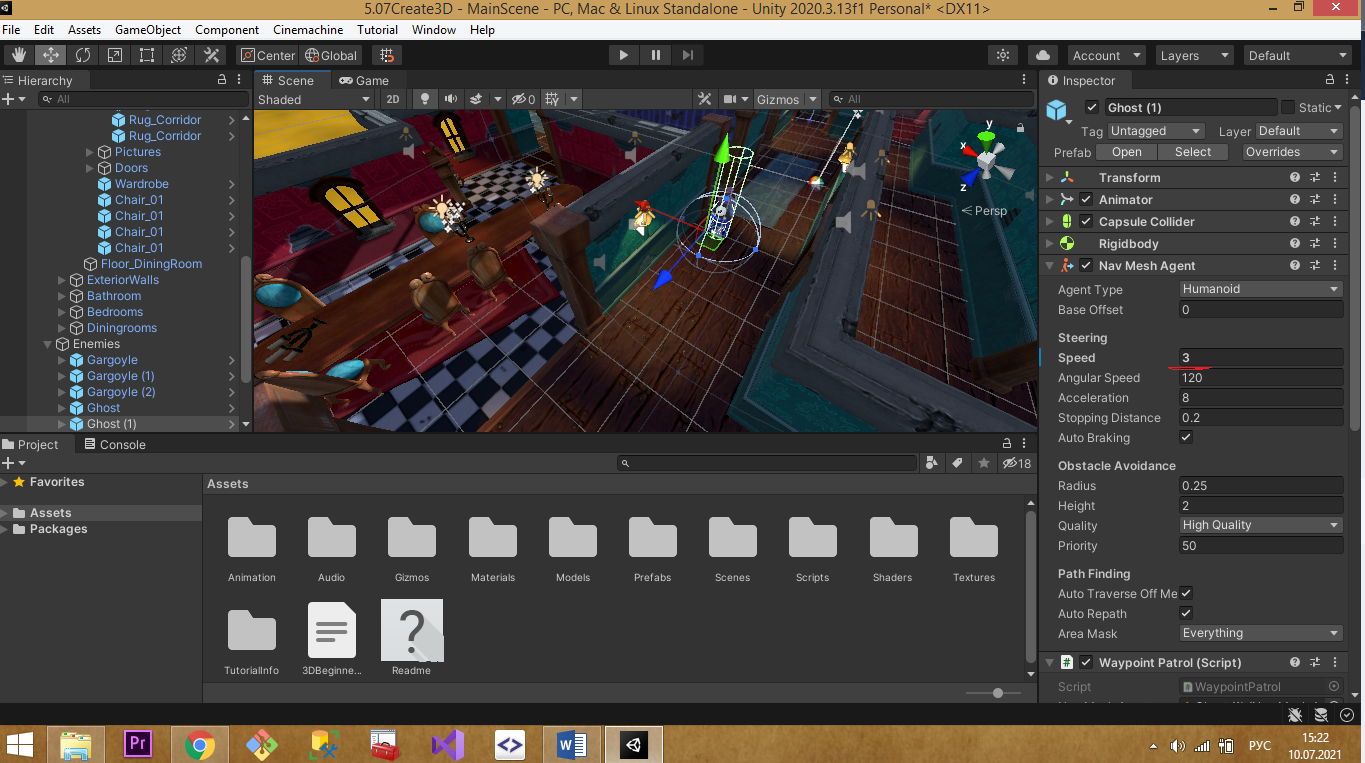 5.07Create3D - MainScene - PC, Mac & Linux Standalone - Unity 2020.3.13f1 Personal* <DX11>
File Edit Assets GameObject Component Cinemachine Tutorial Window Help
Center Global Account Layers Default
Hierarchy
All
Rug_Corridor
Rug_Corridor
Pictures
Doors
Wardrobe
Chair_01
Chair_01
Chair_01
Chair_01
Floor_DiningRoom
ExteriorWalls
Bathroom
Bedrooms
Diningrooms
Enemies
Gargoyle
Gargoyle (1)
Gargoyle (2)
Ghost
Ghost (1)
Scene Game
Shaded 2D 0 Gizmos All
y
x
z
Persp
Inspector
Ghost (1) Static
Tag Untagged Layer Default
Prefab Open Select Overrides
Transform
Animator
Capsule Collider
Rigidbody
Nav Mesh Agent
Agent Type Humanoid
Base Offset 0
Steering
Speed 3
Angular Speed 120
Acceleration 8
Stopping Distance 0.2
Auto Braking
Obstacle Avoidance
Radius 0.25
Height 2
Quality High Quality
Priority 50
Path Finding
Auto Traverse Off Me
Auto Repath
Area Mask Everything
Waypoint Patrol (Script)
Script WaypointPatrol
Project Console
18
Favorites
Assets
Packages
Assets
Animation Audio Gizmos Materials Models Prefabs Scenes Scripts Shaders Textures
TutorialInfo 3DBeginne... Readme
Pr
W
РУС
15:22
10.07.2021